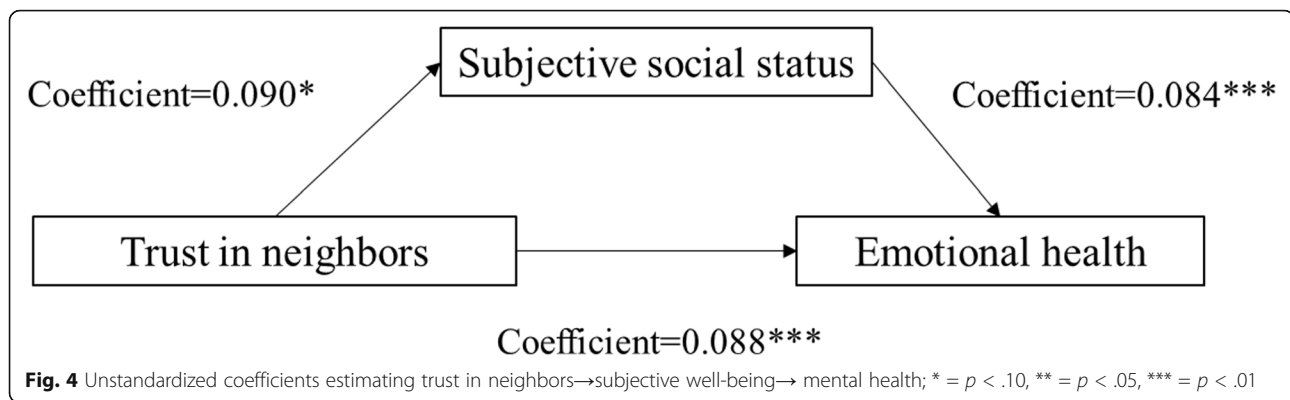 Subjective social status
Coefficient=0.090*
Coefficient=0.084***
Trust in neighbors
Emotional health
Coefficient=0.088***
Fig. 4 Unstandardized coefficients estimating trust in neighbors→subjective well-being→ mental health; * = p < .10, ** = p < .05, *** = p < .01